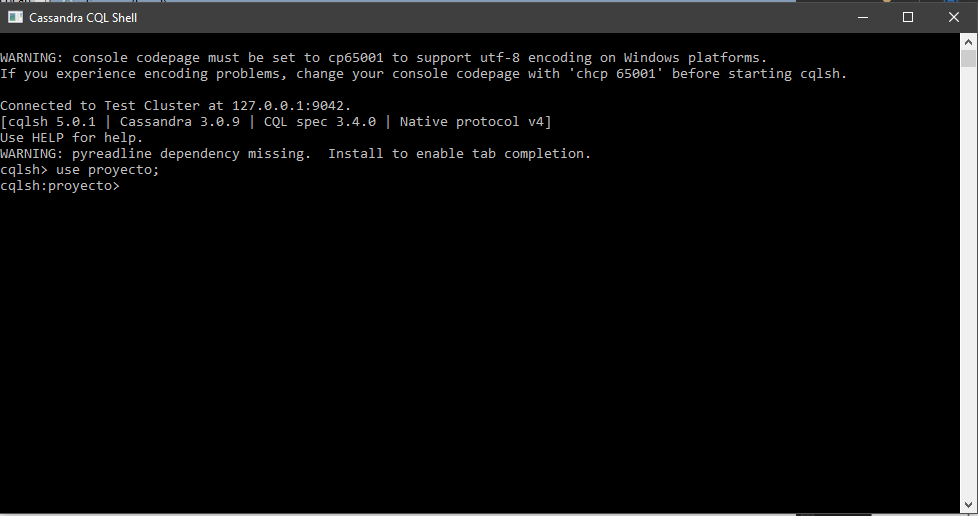 Cassandra CQL Shell
WARNING: console codepage must be set to cp65001 to support utf-8 encoding on Windows platforms.
If you experience encoding problems, change your console codepage with 'chcp 65001' before starting cqlsh.
Connected to Test Cluster at 127.0.0.1:9042.
[cqlsh 5.0.1 | Cassandra 3.0.9 | CQL spec 3.4.0 | Native protocol v4]
Use HELP for help.
WARNING: pyreadline dependency missing.  Install to enable tab completion.
cqlsh> use proyecto;
cqlsh:proyecto>